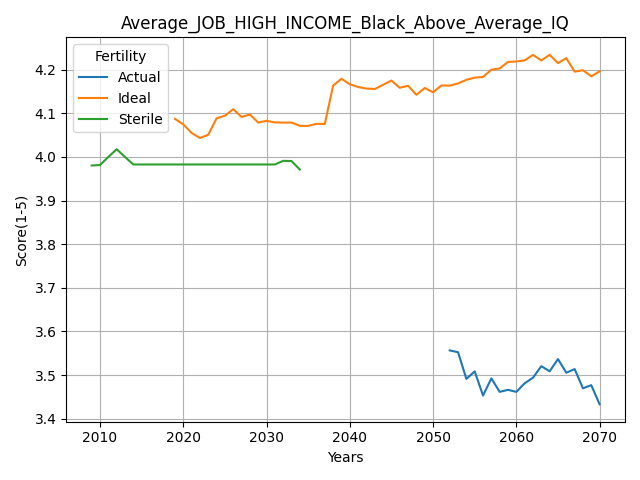 Average_JOB_HIGH_INCOME_Black_Above_Average_IQ
Fertility
Actual
Ideal
Sterile
Score(1-5)
4.2
4.1
4.0
3.9
3.8
3.7
3.6
3.5
3.4
2010 2020 2030 2040 2050 2060 2070
Years